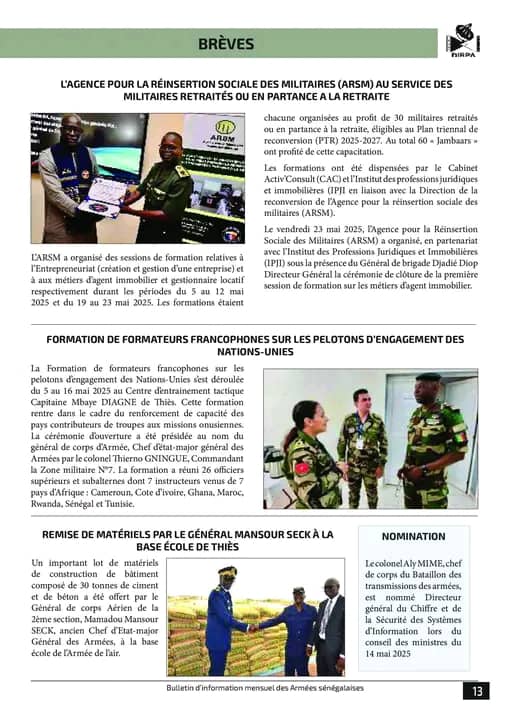 BRÈVES
DIRPA
L'AGENCE POUR LA RÉINSERTION SOCIALE DES MILITAIRES (ARSM) AU SERVICE DES
MILITAIRES RETRAITÉS OU EN PARTANCE A LA RETRAITE
ARSM
L'ARSM a organisé des sessions de formation relatives à
l'Entrepreneuriat (création et gestion d'une entreprise) et
à aux métiers d'agent immobilier et gestionnaire locatif
respectivement durant les périodes du 5 au 12 mai
2025 et du 19 au 23 mai 2025. Les formations étaient
chacune organisées au profit de 30 militaires retraités
ou en partance à la retraite, éligibles au Plan triennal de
reconversion (PTR) 2025-2027. Au total 60 « Jambaars »
ont profité de cette capacitation.
Les formations ont été dispensées par le Cabinet
Activ'Consult (CAC) et l'Institut des professions juridiques
et immobilières (IPJI en liaison avec la Direction de la
reconversion de l'Agence pour la réinsertion sociale des
militaires (ARSM).
Le vendredi 23 mai 2025, l'Agence pour la Réinsertion
Sociale des Militaires (ARSM) a organisé, en partenariat
avec l'Institut des Professions Juridiques et Immobilières
(IPJI) sous la présence du Général de brigade Djadié Diop
Directeur Général la cérémonie de clôture de la première
session de formation sur les métiers d'agent immobilier.
FORMATION DE FORMATEURS FRANCOPHONES SUR LES PELOTONS D'ENGAGEMENT DES
NATIONS-UNIES
La Formation de formateurs francophones sur les
pelotons d'engagement des Nations-Unies s'est déroulée
du 5 au 16 mai 2025 au Centre d'entrainement tactique
Capitaine Mbaye DIAGNE de Thiès. Cette formation
rentre dans le cadre du renforcement de capacité des
pays contributeurs de troupes aux missions onusiennes.
La cérémonie d'ouverture a été présidée au nom du
général de corps d'Armée, Chef d'état-major général des
Armées par le colonel Thierno GNINGUE, Commandant
la Zone militaire N°7. La formation a réuni 26 officiers
supérieurs et subalternes dont 7 instructeurs venus de 7
pays d'Afrique : Cameroun, Cote d'ivoire, Ghana, Maroc,
Rwanda, Sénégal et Tunisie.
REMISE DE MATÉRIELS PAR LE GÉNÉRAL MANSOUR SECK À LA
BASE ÉCOLE DE THIÈS
Un important lot de matériels
de construction de bâtiment
composé de 30 tonnes de ciment
et de béton a été offert par le
Général de corps Aérien de la
2ème section, Mamadou Mansour
SECK, ancien Chef d'Etat-major
Général des Armées, à la base
école de l'Armée de l'air.
NOMINATION
Le colonel Aly MIME, chef
de corps du Bataillon des
transmissions des armées,
est nommé Directeur
général du Chiffre et de
la Sécurité des Systèmes
d'Information lors du
conseil des ministres du
14 mai 2025
Bulletin d'information mensuel des Armées sénégalaises
13